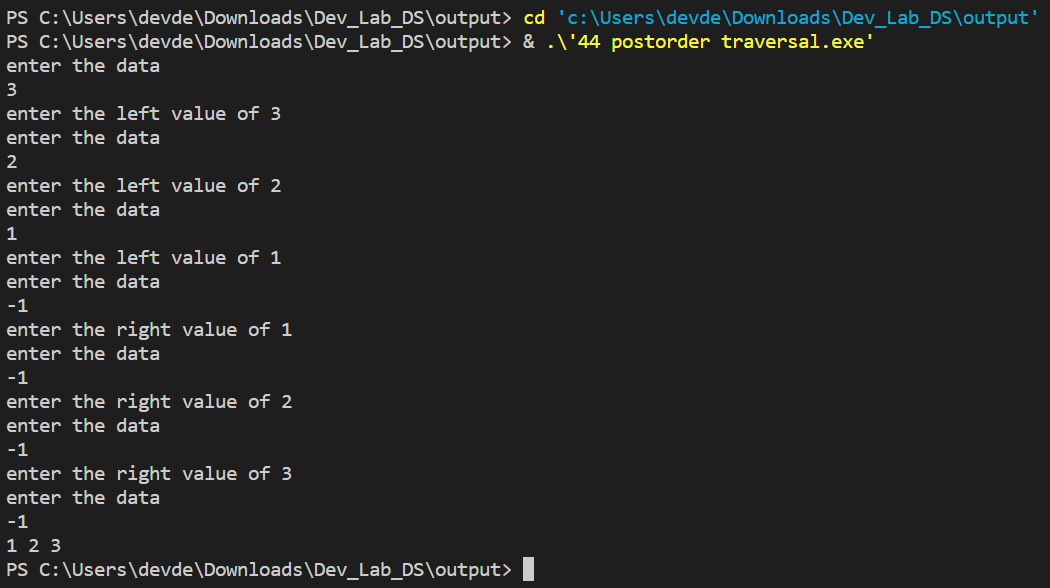 PS C:\Users\devde\Downloads\Dev_Lab_DS\output> cd 'c:\Users\devde\Downloads\Dev_Lab_DS\output'
PS C:\Users\devde\Downloads\Dev_Lab_DS\output> & .\'44 postorder traversal.exe'
enter the data
3
enter the left value of 3
enter the data
2
enter the left value of 2
enter the data
1
enter the left value of 1
enter the data
-1
enter the right value of 1
enter the data
-1
enter the right value of 2
enter the data
-1
enter the right value of 3
enter the data
-1
1 2 3
PS C:\Users\devde\Downloads\Dev_Lab_DS\output>